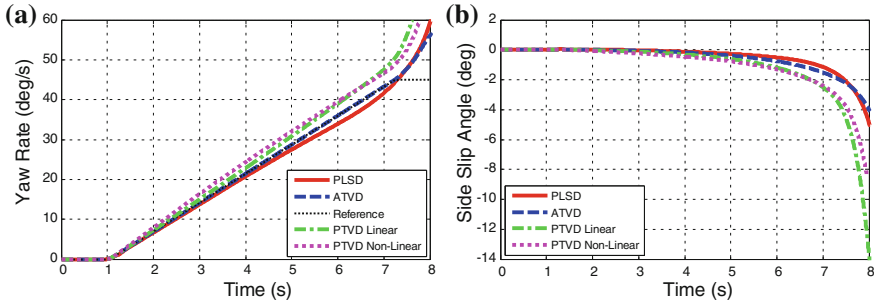 (a)
Yaw Rate (deg/s)
60
50
40
30
20
10
0
PLSD
ATVD
Reference
PTVD Linear
PTVD Non-Linear
0 1 2 3 4 5 6 7 8
Time (s)
(b)
Side Slip Angle (deg)
2
0
-2
-4
-6
-8
-10
-12
-14
PLSD
ATVD
PTVD Linear
PTVD Non-Linear
0 1 2 3 4 5 6 7 8
Time (s)